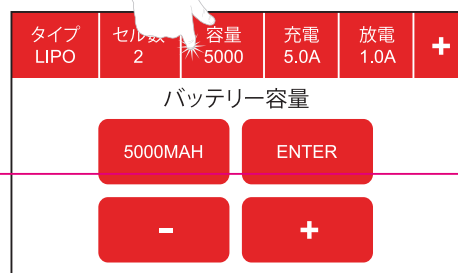 タイプ セル数 容量 充電 放電
LIPO 2 5000 5.0A 1.0A +
バッテリー容量
5000MAH ENTER
- +